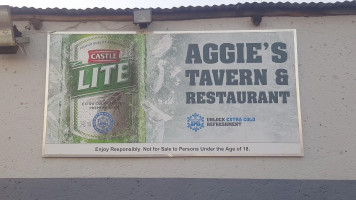 CASTLE
LITE
AGGIE'S
TAVERN &
RESTAURANT
UNLOCK EXTRA COLD
REFRESHMENT
Enjoy Responsibly. Not for Sale to Persons Under the Age of 18.